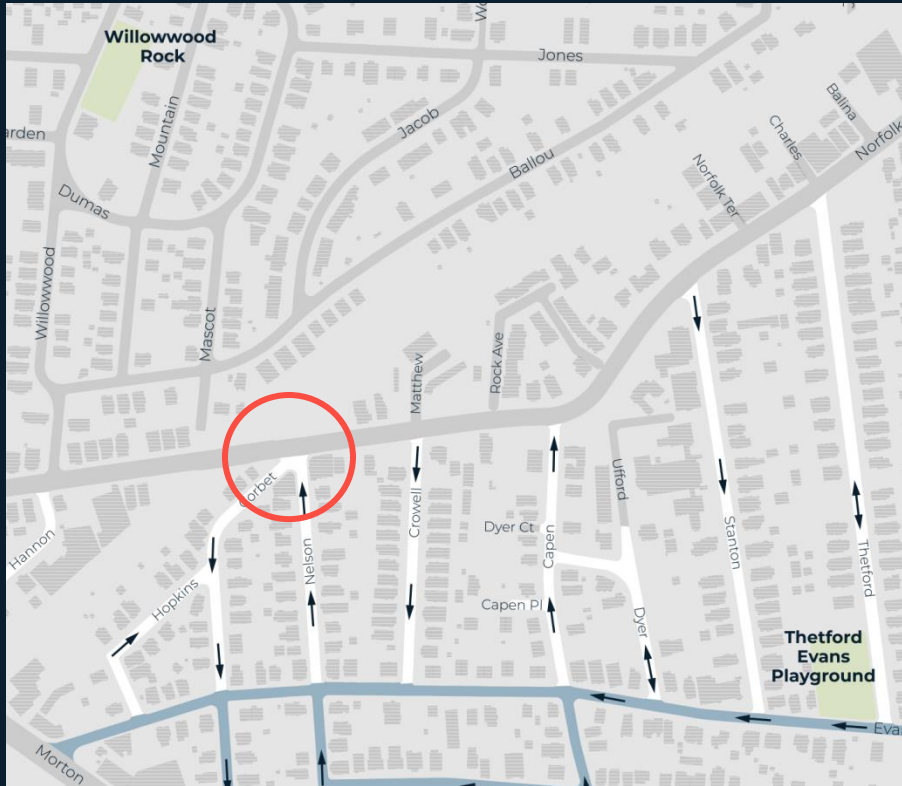 Willowwood
Rock
Jones
Mountain
Jacob
Balina
Charles
Norfolk
arden
Ballou
Norfolk Ter
Dumas
Willowwood
Mascot
Matthew
Rock Ave
Corbet
Crowell
Ufford
Hannon
Nelson
Dyer Ct
Capen
Stanton
Thetford
Hopkins
Capen Pl
Dyer
Thetford
Evans
Playground
Evan
Morton